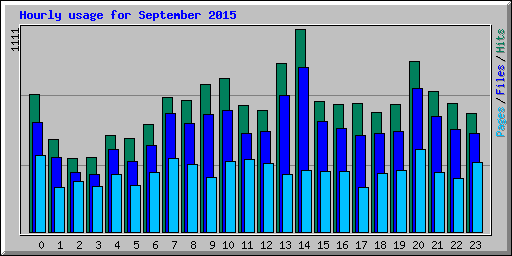 Hourly usage for September 2015
1111
Pages / Files / Hits
0 1 2 3 4 5 6 7 8 9 10 11 12 13 14 15 16 17 18 19 20 21 22 23